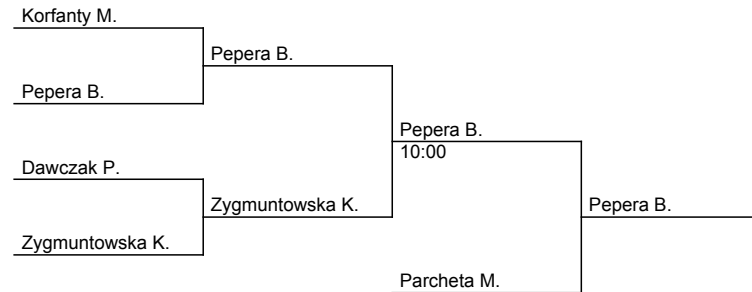 Korfanty M.
Pepera B.
Pepera B.
Pepera B.
10:00
Dawczak P.
Zygmuntowska K.
Pepera B.
Zygmuntowska K.
Parcheta M.